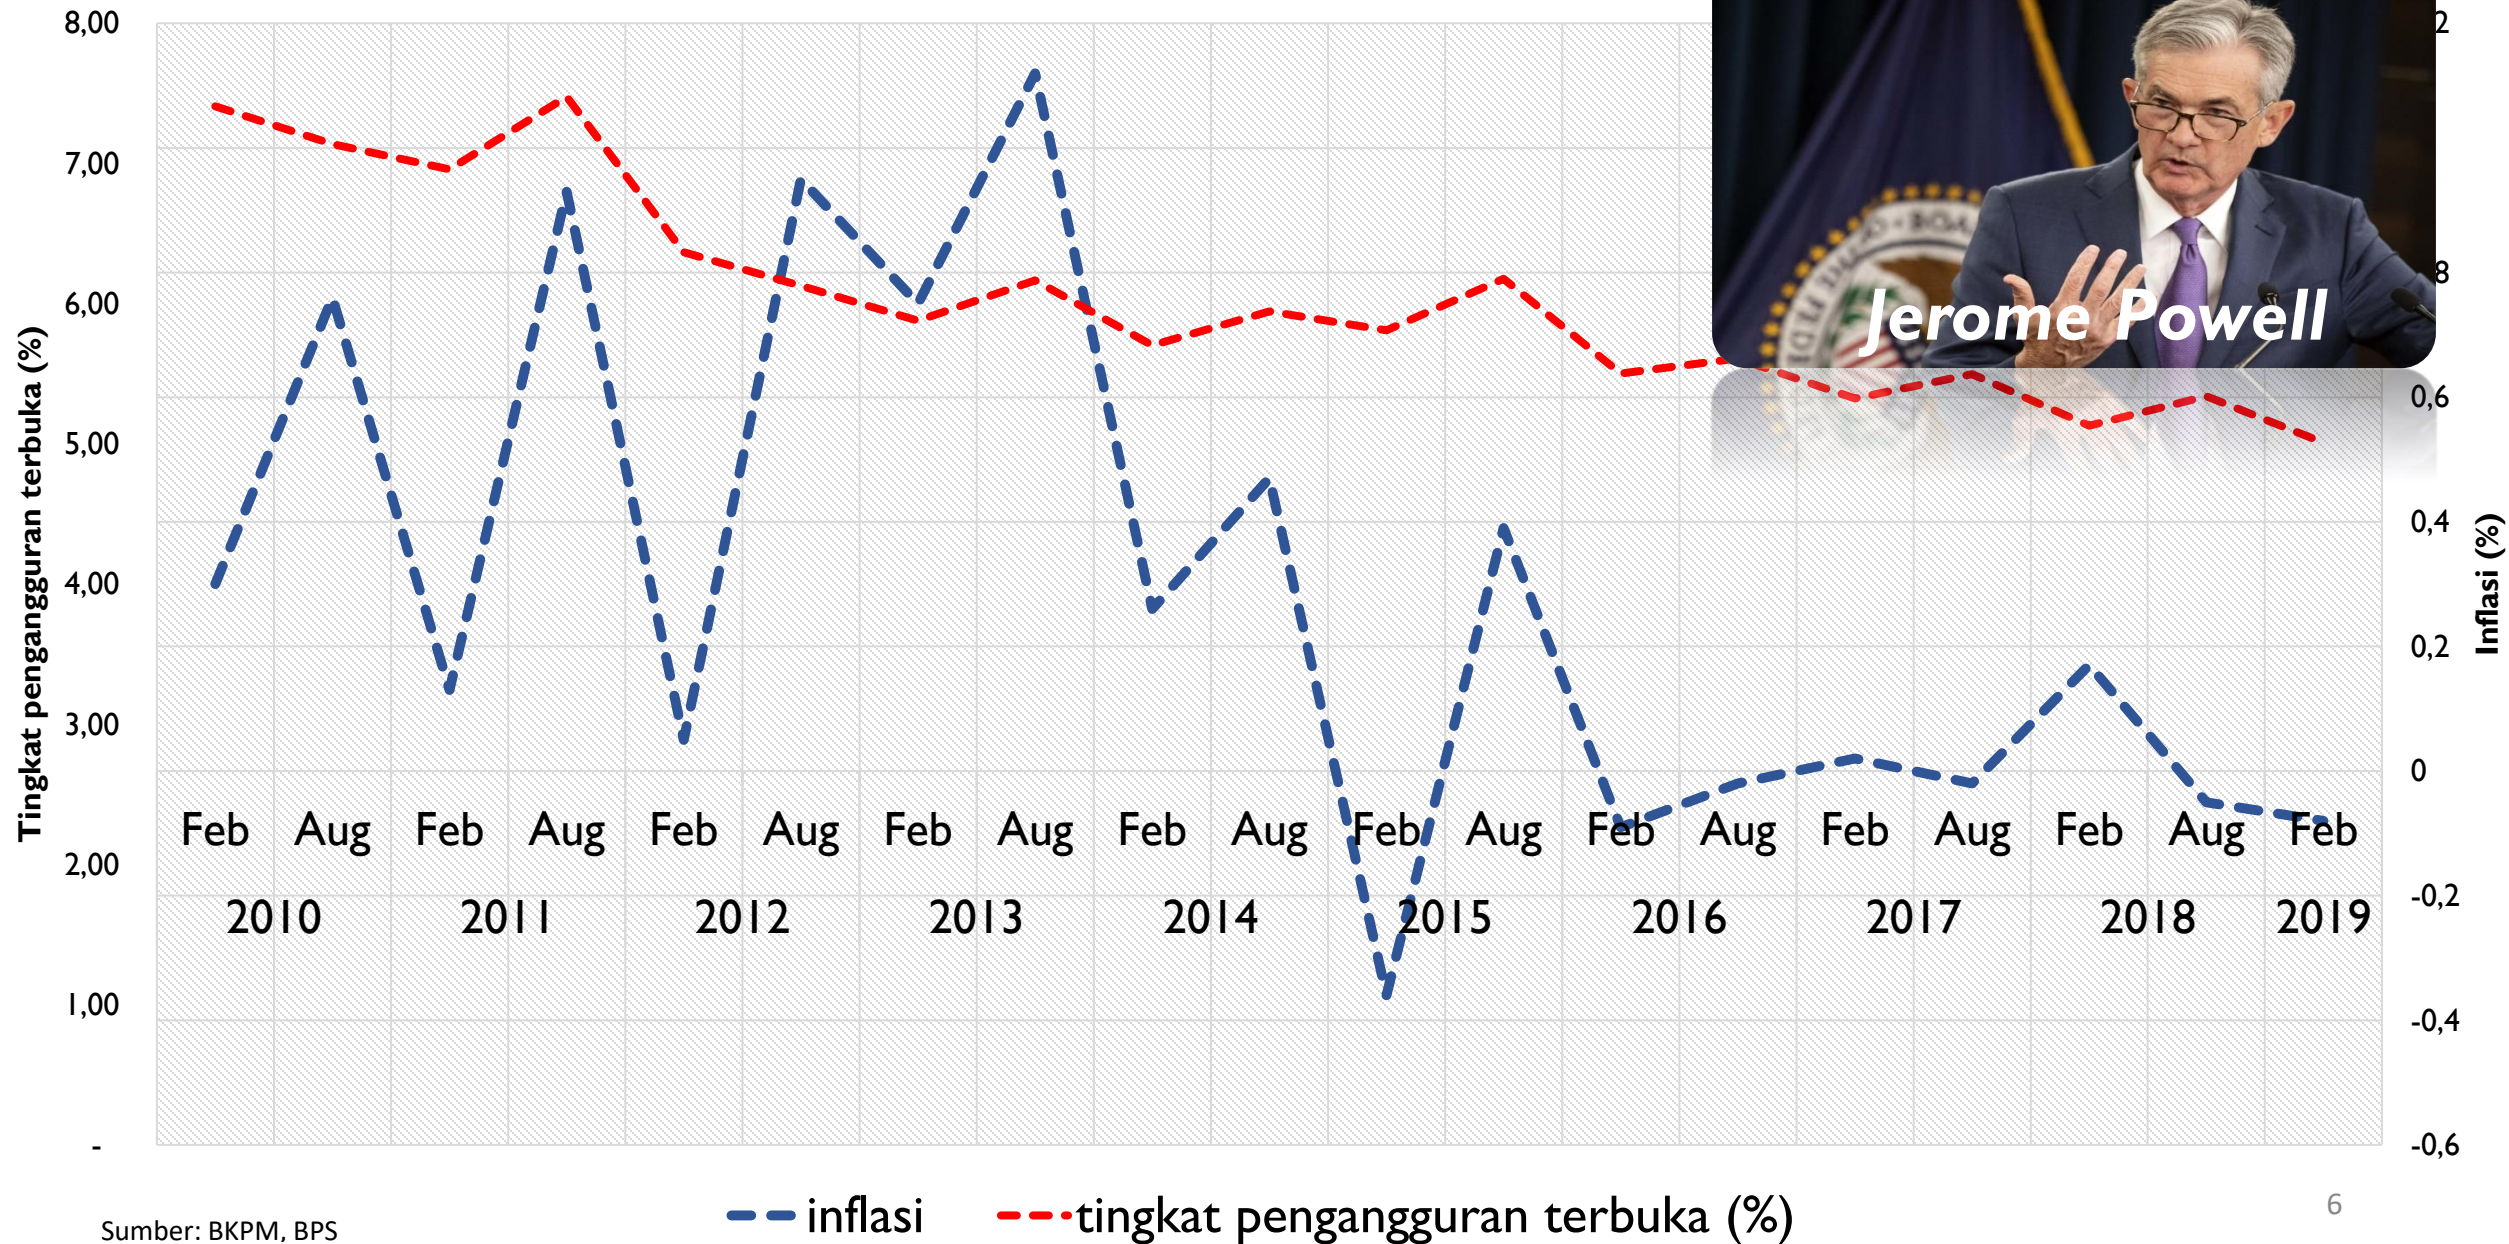 8,00
7,00
6,00
5,00
4,00
3,00
2,00
1,00
-
Tingkat pengangguran terbuka (%)
Jerome Powell
0,6
0,4
0,2
0
-0,2
-0,4
-0,6
Inflasi (%)
Feb Aug Feb Aug Feb Aug Feb Aug Feb Aug Feb Aug Feb Aug Feb Aug Feb Aug Feb
2010 2011 2012 2013 2014 2015 2016 2017 2018 2019
inflasi tingkat pengangguran terbuka (%)
Sumber: BKPM, BPS
6